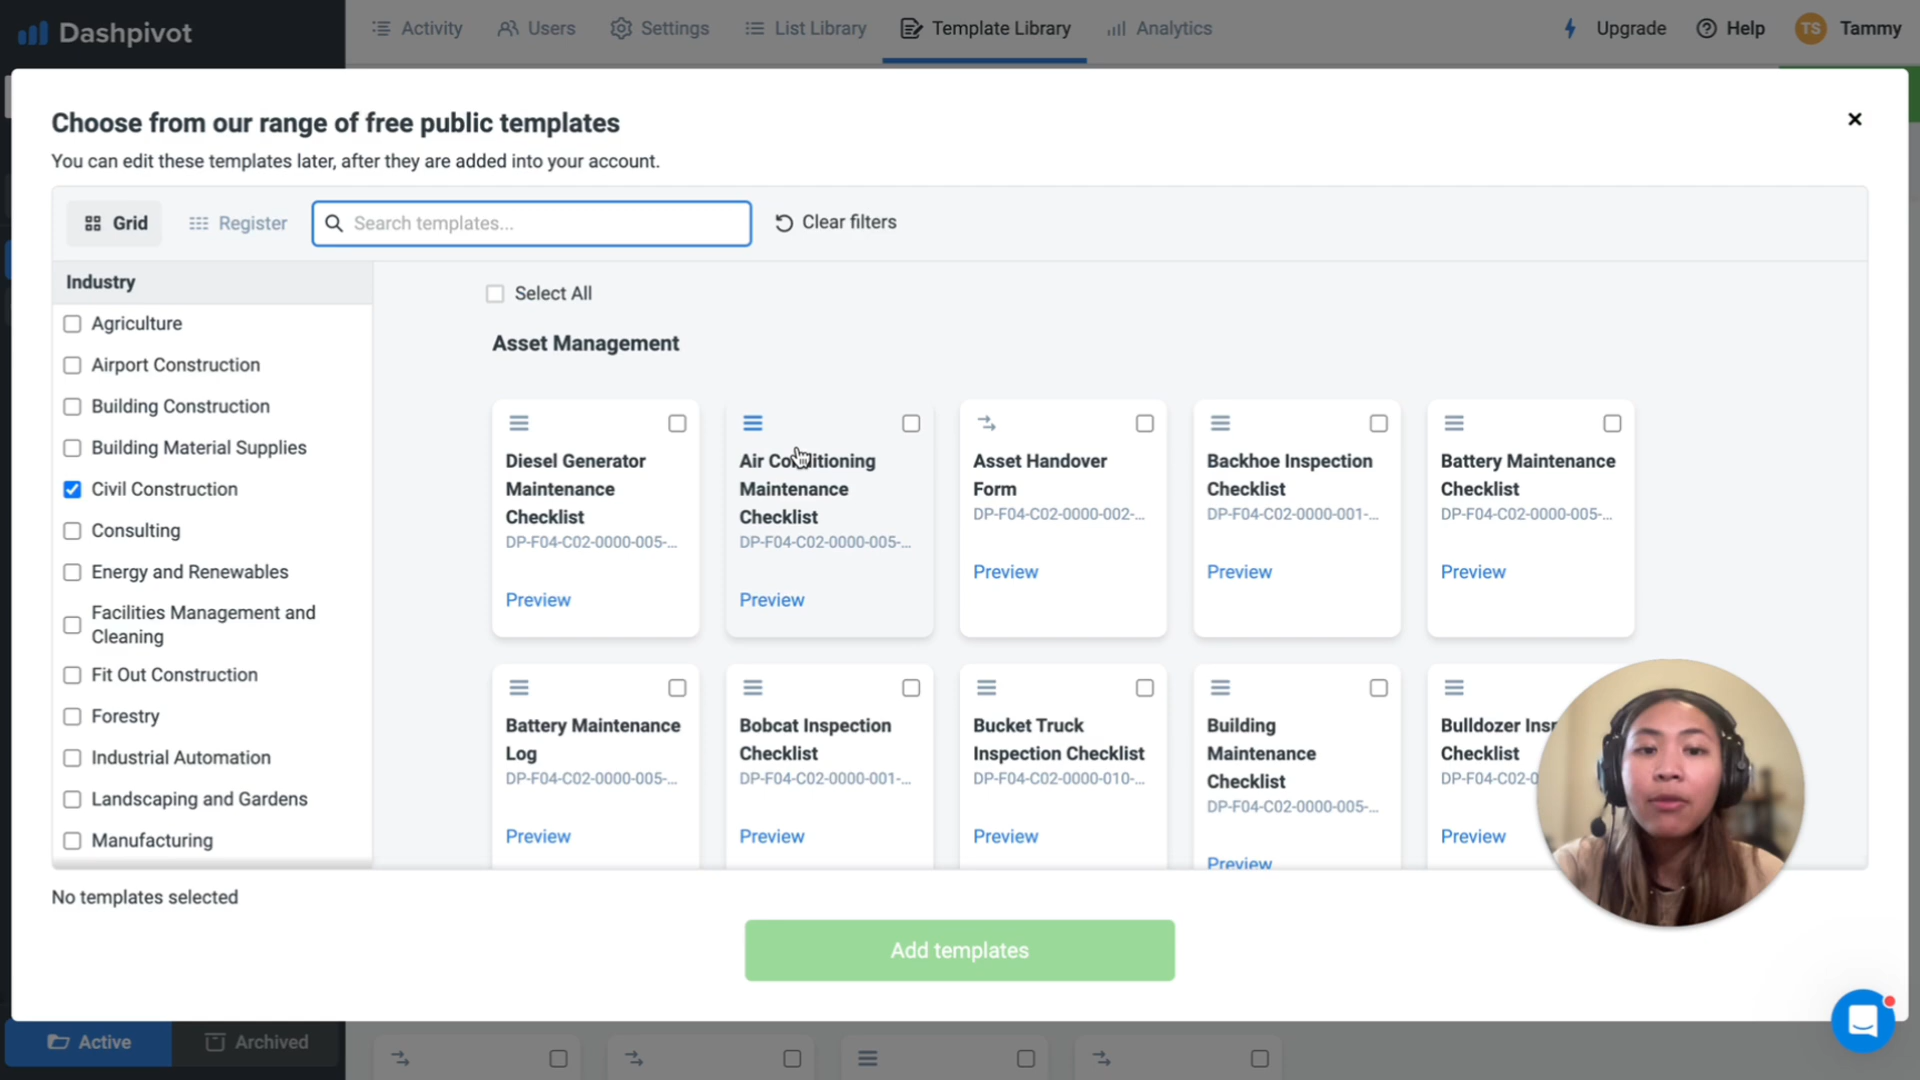 Dashpivot
Activity
Users
Settings
List Library
Template Library
Analytics
Upgrade
Help
TS
Tammy
Choose from our range of free public templates
You can edit these templates later, after they are added into your account.
Grid
Register
Search templates...
Clear filters
Industry
Agriculture
Airport Construction
Building Construction
Building Material Supplies
Civil Construction
Consulting
Energy and Renewables
Facilities Management and
Cleaning
Fit Out Construction
Forestry
Industrial Automation
Landscaping and Gardens
Manufacturing
Select All
Asset Management
Diesel Generator
Maintenance
Checklist
DP-F04-C02-0000-005-...
Preview
Air Conditioning
Maintenance
Checklist
DP-F04-C02-0000-005-...
Preview
Asset Handover
Form
DP-F04-C02-0000-002-...
Preview
Backhoe Inspection
Checklist
DP-F04-C02-0000-001-...
Preview
Battery Maintenance
Checklist
DP-F04-C02-0000-005-...
Preview
Battery Maintenance
Log
DP-F04-C02-0000-005-...
Preview
Bobcat Inspection
Checklist
DP-F04-C02-0000-001-...
Preview
Bucket Truck
Inspection Checklist
DP-F04-C02-0000-010-...
Preview
Building
Maintenance
Checklist
DP-F04-C02-0000-005-...
Preview
Bulldozer
Checklist
DP-F04-C02-0
Preview
No templates selected
Add templates
Active
Archived